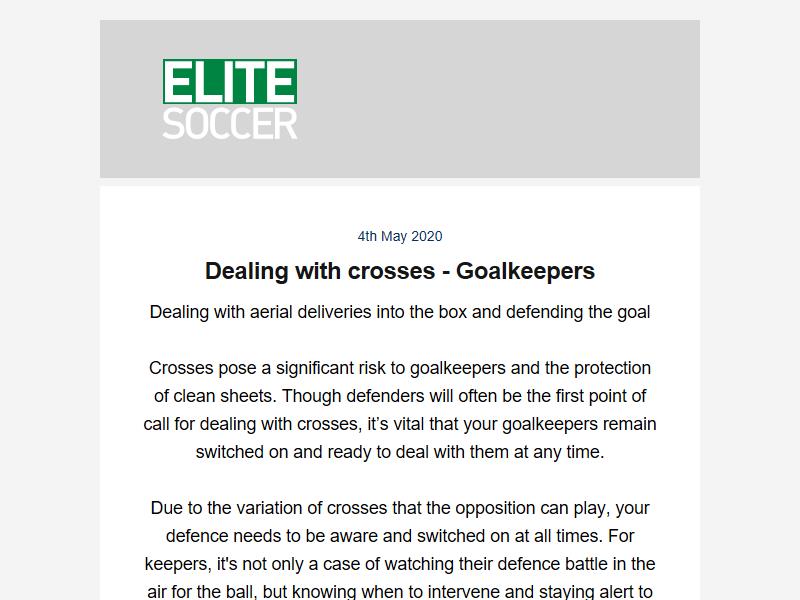 ELITE
SOCCER
4th May 2020
Dealing with crosses - Goalkeepers
Dealing with aerial deliveries into the box and defending the goal
Crosses pose a significant risk to goalkeepers and the protection
of clean sheets. Though defenders will often be the first point of
call for dealing with crosses, it’s vital that your goalkeepers remain
switched on and ready to deal with them at any time.
Due to the variation of crosses that the opposition can play, your
defence needs to be aware and switched on at all times. For
keepers, it's not only a case of watching their defence battle in the
air for the ball, but knowing when to intervene and staying alert to